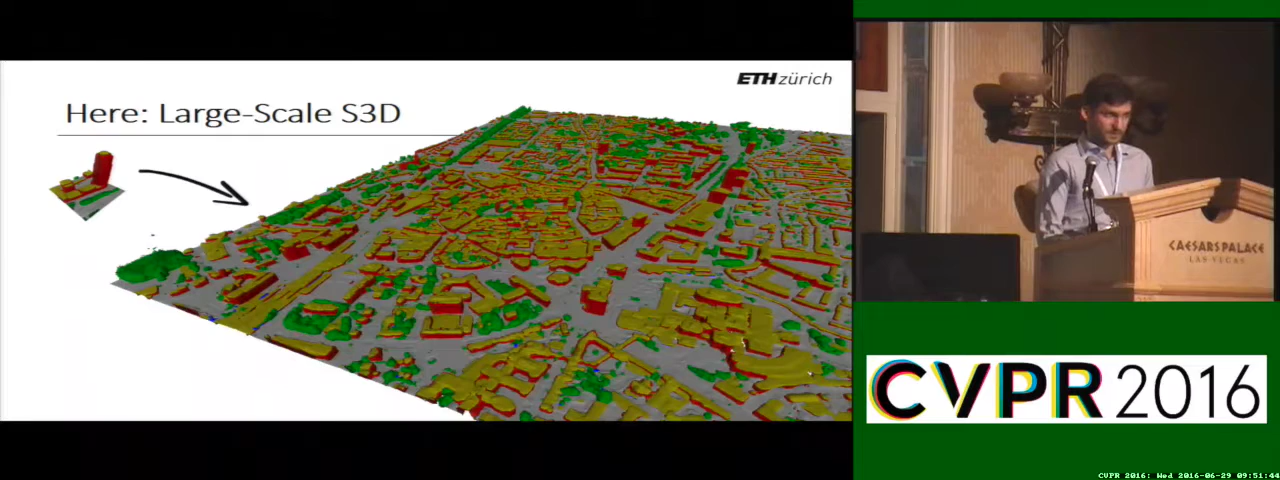 ETH zürich
Here: Large-Scale S3D
CAESARS PALACE
LAS VEGAS
CVPR 2016
CVPR 2016: Wed 2016-06-29 09:51:44